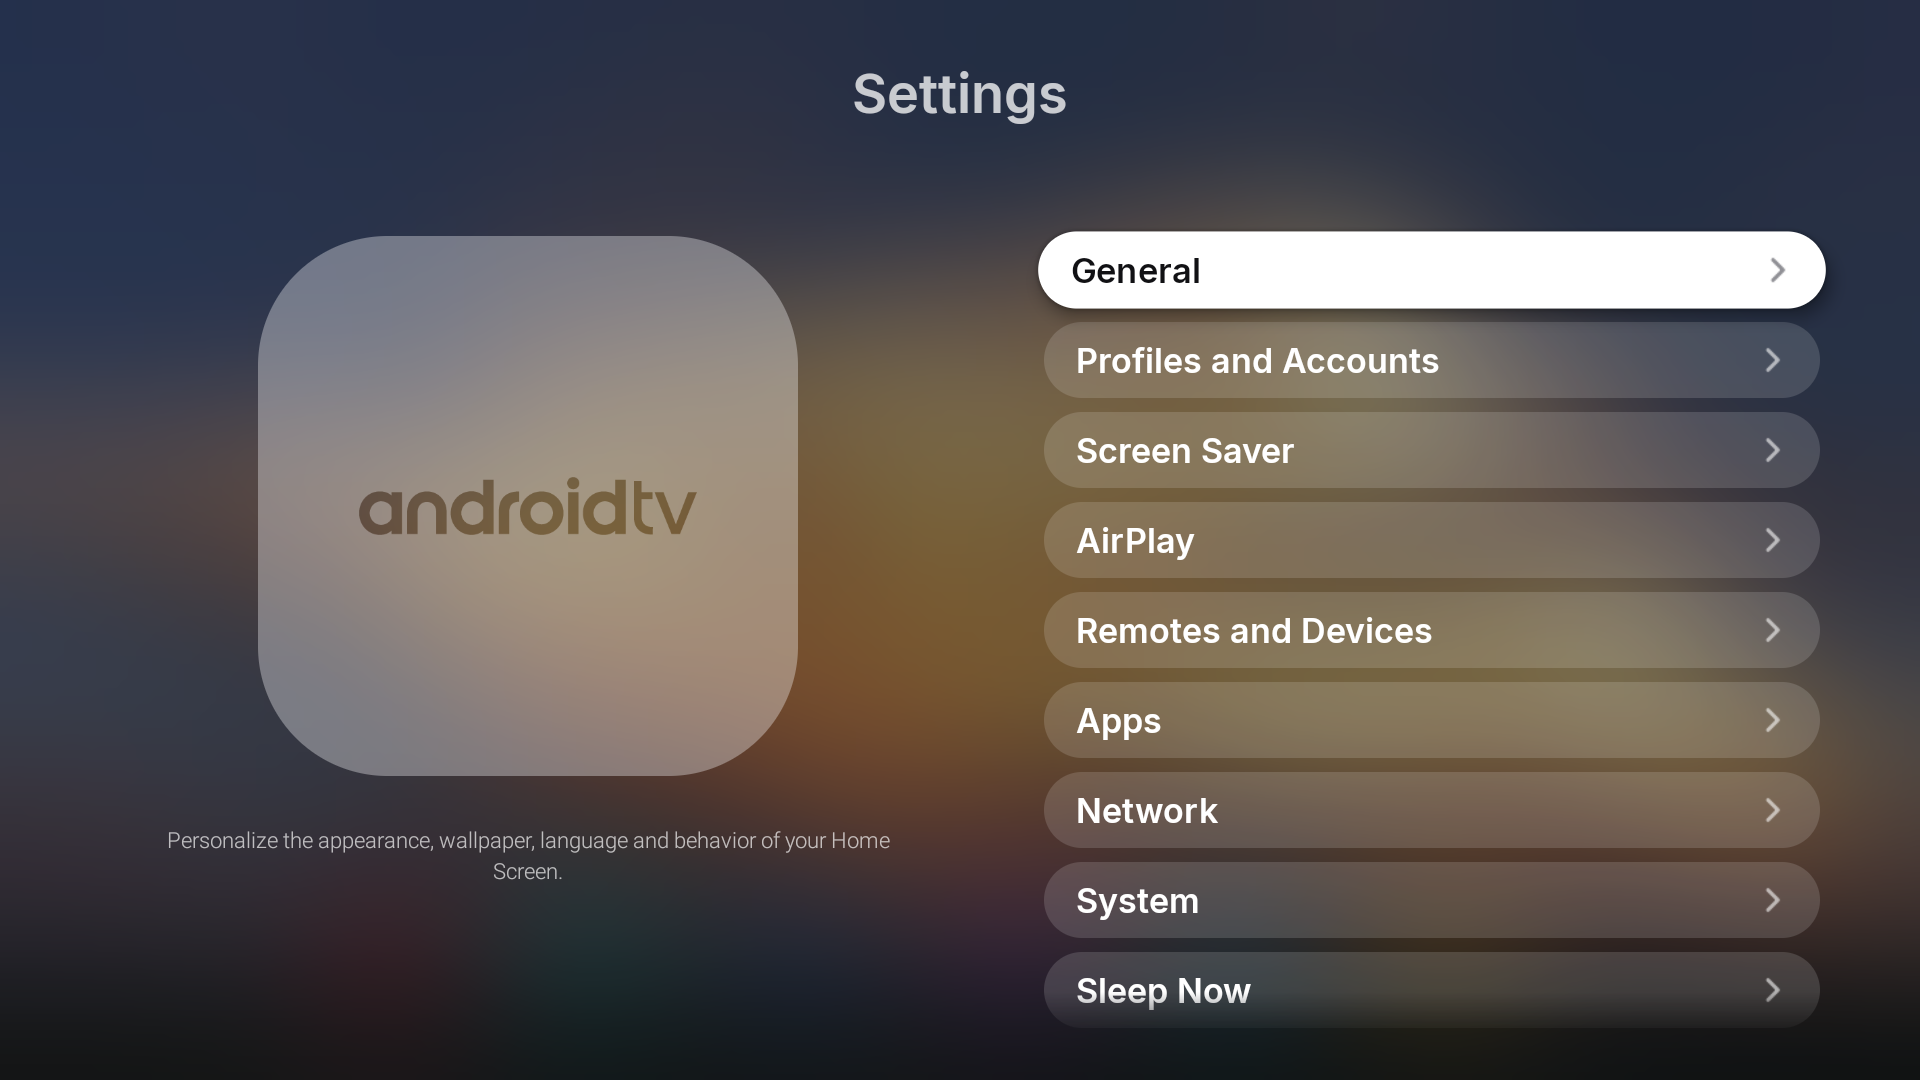 Settings
androidtv
Personalize the appearance, wallpaper, language and behavior of your Home
Screen.
General
Profiles and Accounts
Screen Saver
AirPlay
Remotes and Devices
Apps
Network
System
Sleep Now